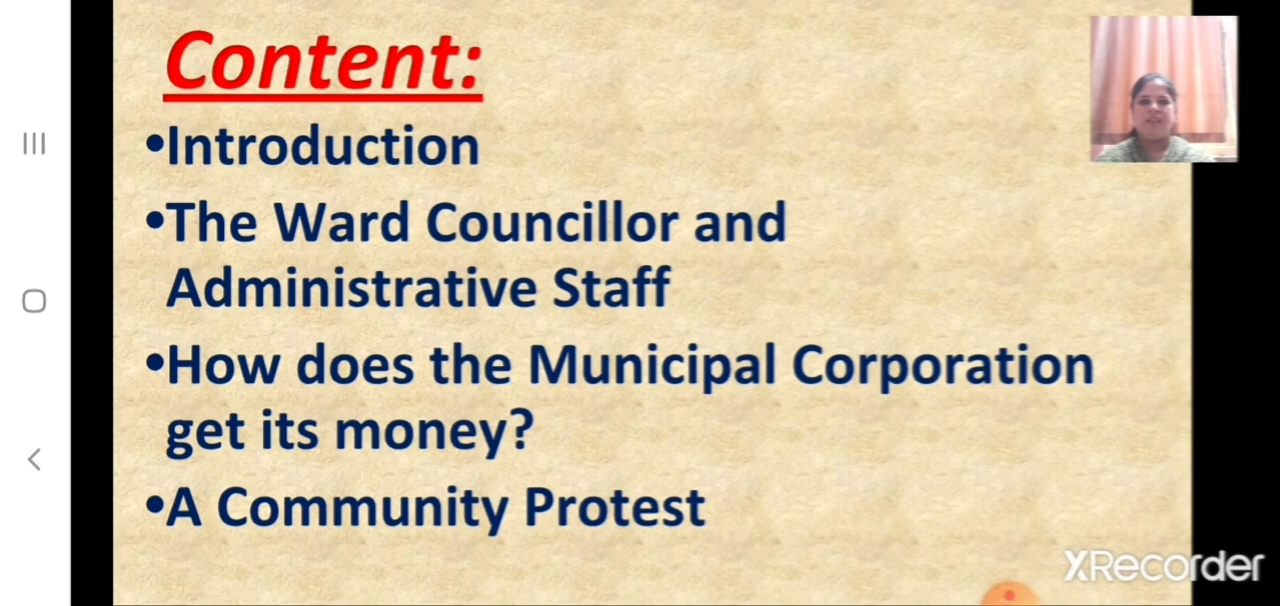 Content:
•Introduction
•The Ward Councillor and
Administrative Staff
•How does the Municipal Corporation
get its money?
•A Community Protest
XRecorder